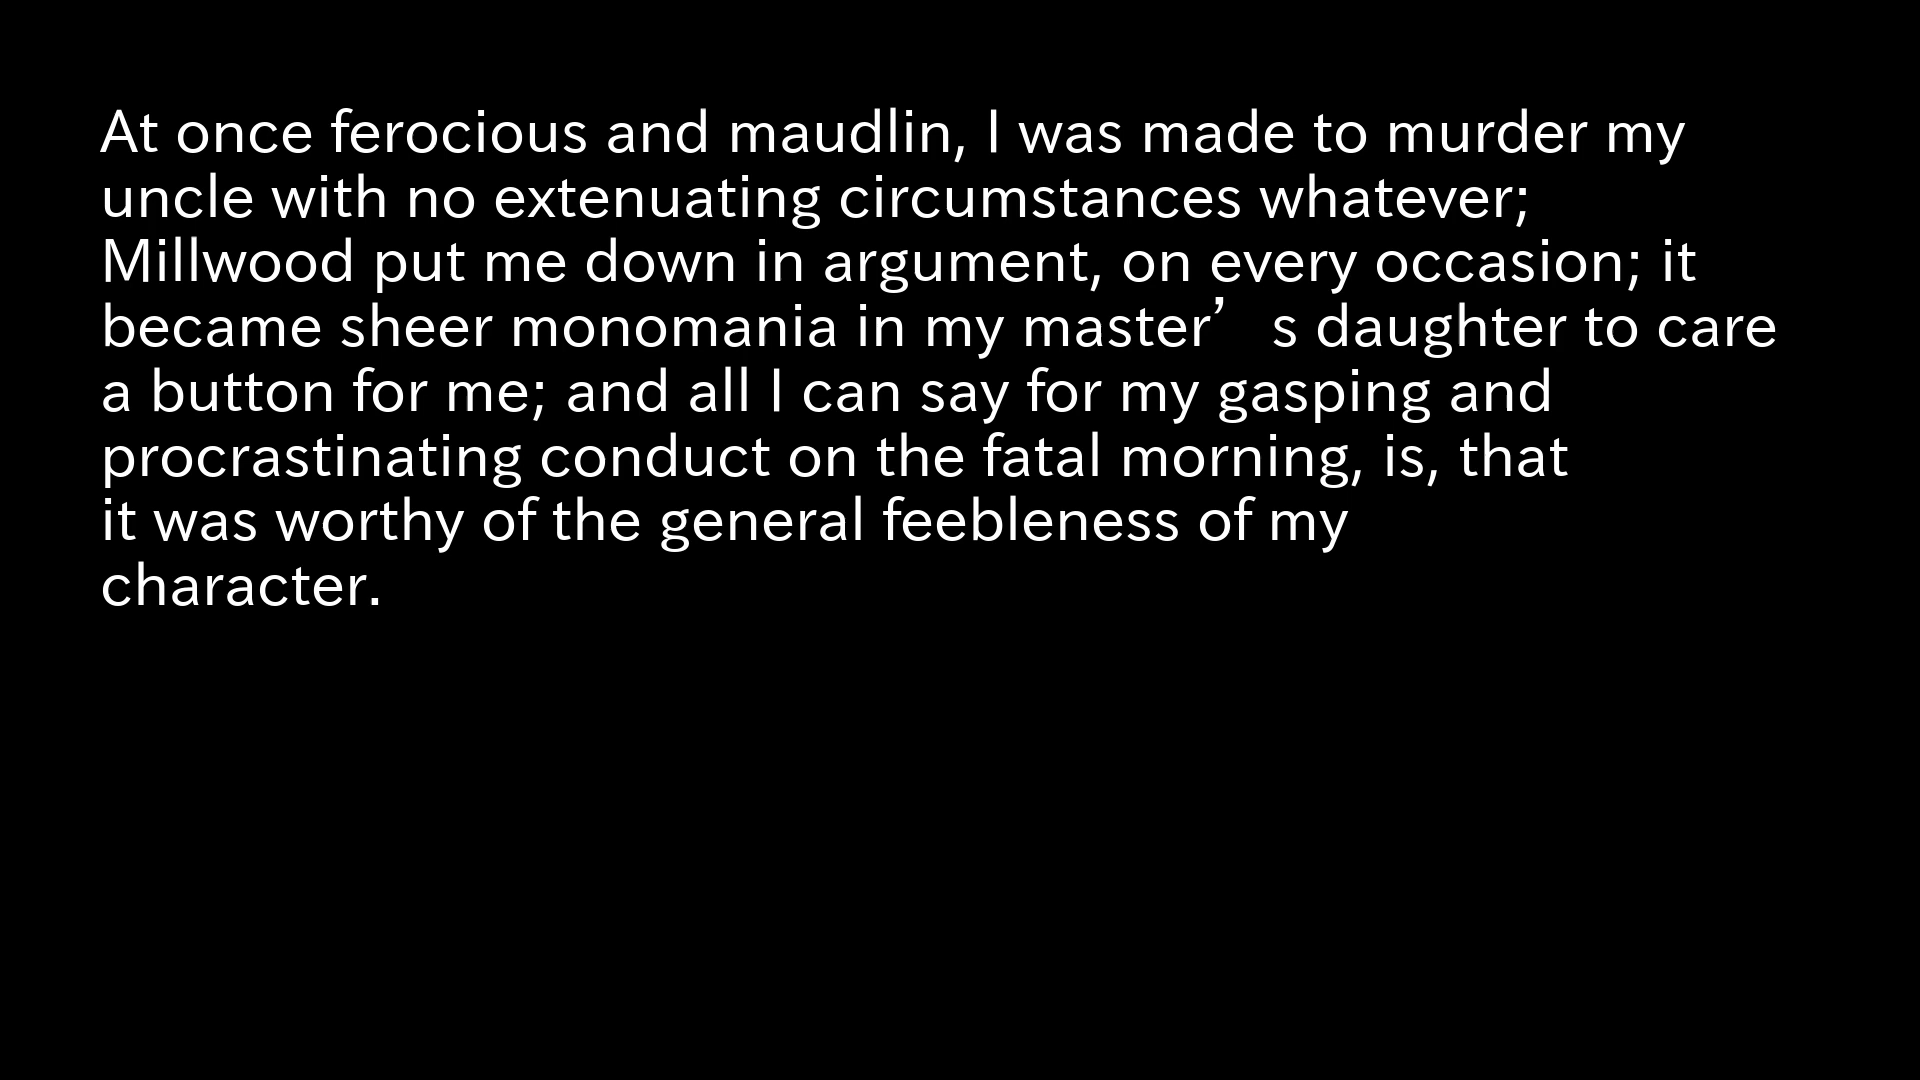 At once ferocious and maudlin, I was made to murder my
uncle with no extenuating circumstances whatever;
Millwood put me down in argument, on every occasion; it
became sheer monomania in my master’s daughter to care
a button for me; and all I can say for my gasping and
procrastinating conduct on the fatal morning, is, that
it was worthy of the general feebleness of my
character.